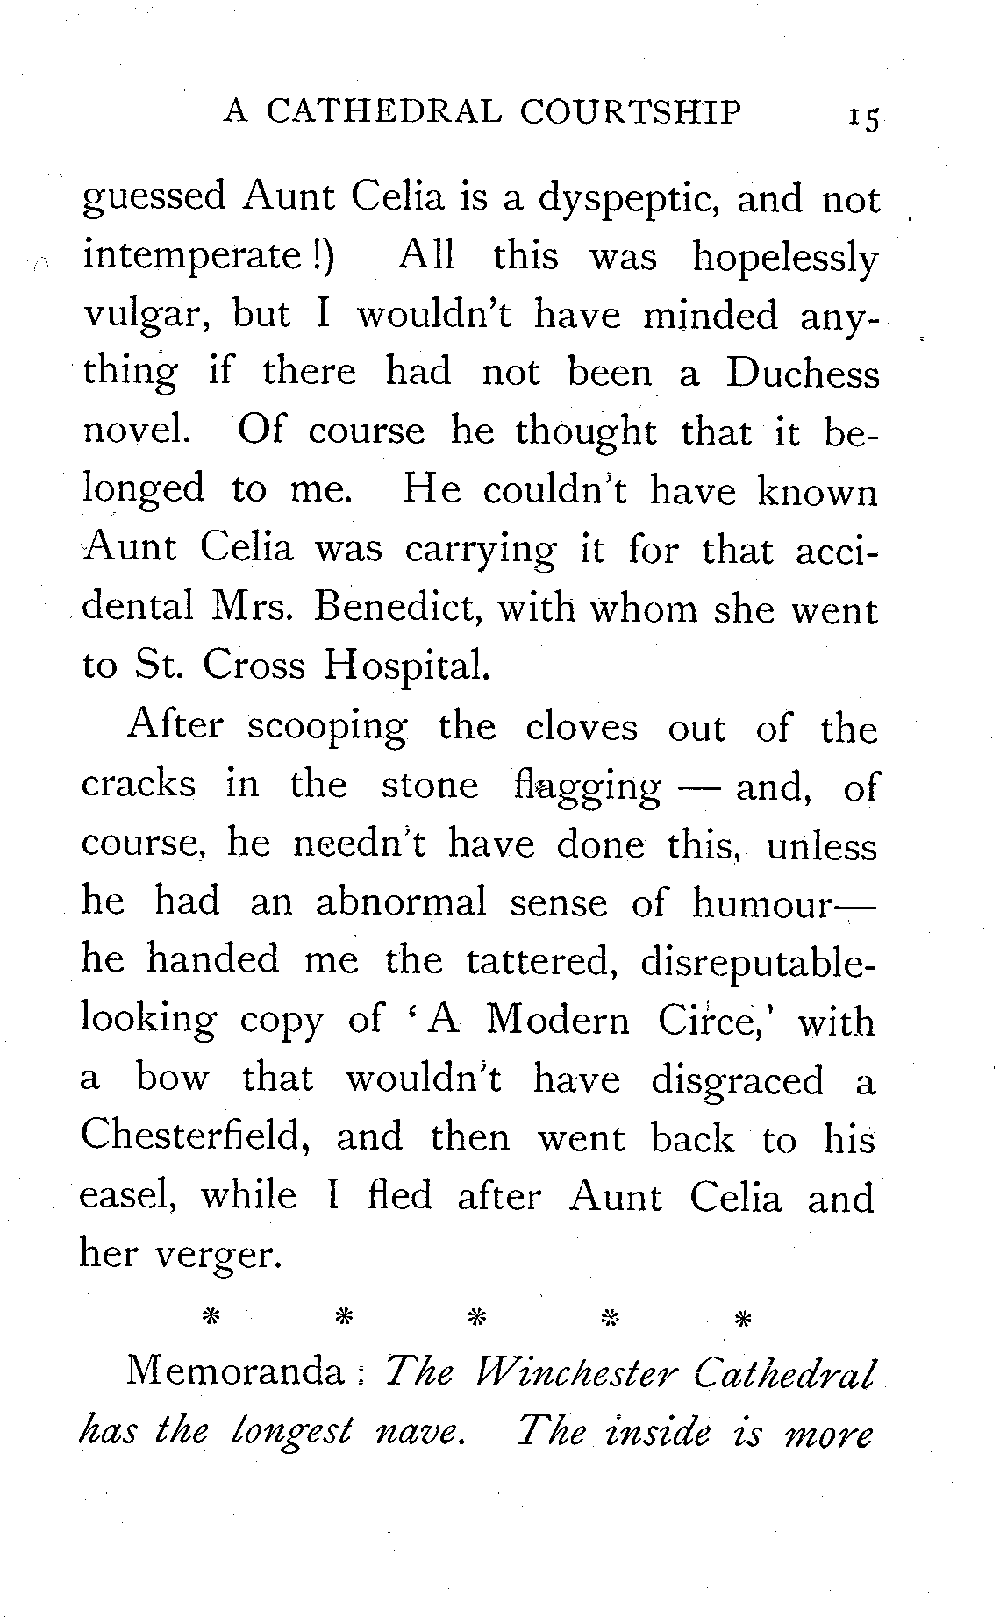 A CATHEDRAL COURTSHIP 15
guessed Aunt Celia is a dyspeptic, and not
intemperate!) All this was hopelessly
vulgar, but I wouldn't have minded any-
thing if there had not been a Duchess
novel. Of course he thought that it be-
longed to me. He couldn't have known
Aunt Celia was carrying it for that acci-
dental Mrs. Benedict, with whom she went
to St. Cross Hospital.
After scooping the cloves out of the
cracks in the stone flagging — and, of
course, he needn't have done this, unless
he had an abnormal sense of humour—
he handed me the tattered, disreputable-
looking copy of 'A Modern Circe,' with
a bow that wouldn't have disgraced a
Chesterfield, and then went back to his
easel, while I fled after Aunt Celia and
her verger.
* * * * *
Memoranda: The Winchester Cathedral
has the longest nave. The inside is more